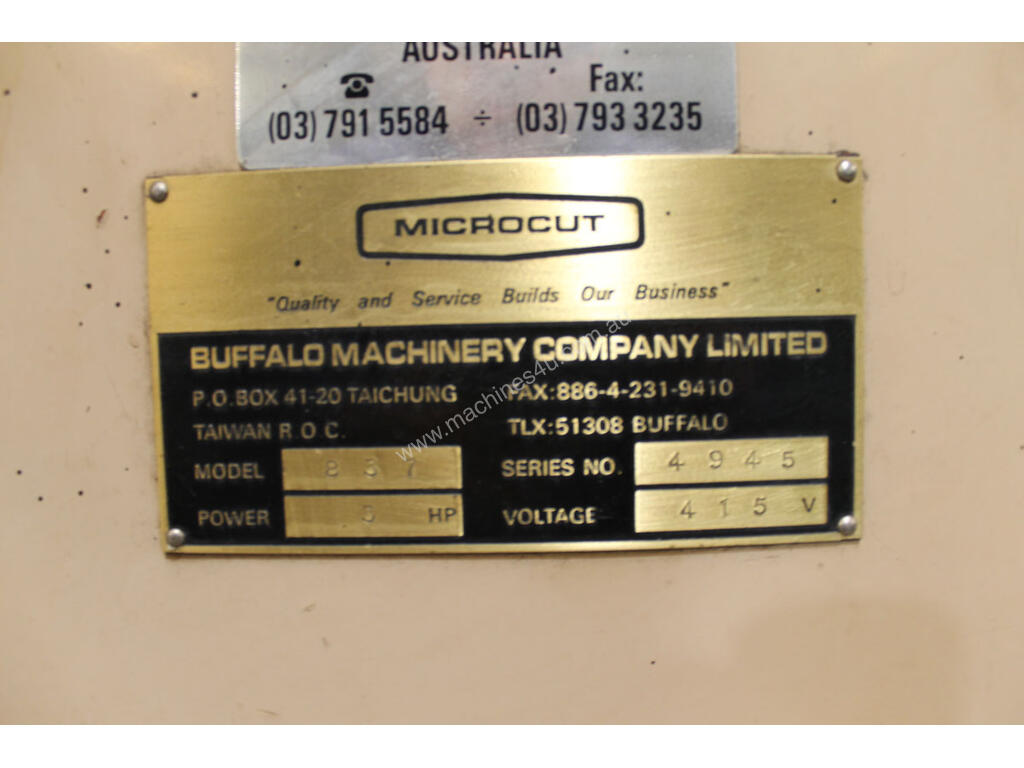 AUSTRALIA
☎ Fax:
(03) 791 5584 ÷ (03) 793 3235
MICROCUT
"Quality and Service Builds Our Business"
BUFFALO MACHINERY COMPANY LIMITED
P.O.BOX 41-20 TAICHUNG FAX:886-4-231-9410
TAIWAN R.O.C. TLX:51308 BUFFALO
MODEL 837 SERIES NO. 4945
POWER 5 HP VOLTAGE 415 V
www.machines4u.com.au